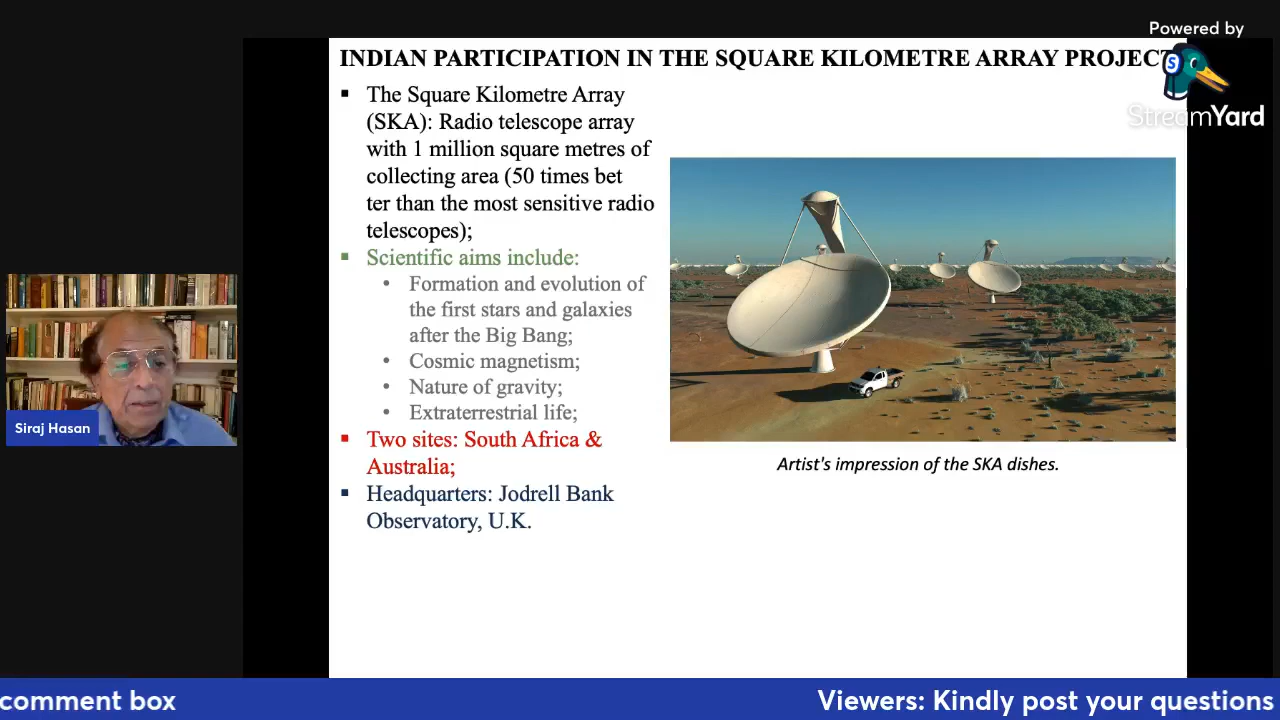 Powered by
StreamYard
INDIAN PARTICIPATION IN THE SQUARE KILOMETRE ARRAY PROJECT
▪ The Square Kilometre Array
(SKA): Radio telescope array
with 1 million square metres of
collecting area (50 times bet
ter than the most sensitive radio
telescopes);
▪ Scientific aims include:
• Formation and evolution of
the first stars and galaxies
after the Big Bang;
• Cosmic magnetism;
• Nature of gravity;
• Extraterrestrial life;
▪ Two sites: South Africa &
Australia;
▪ Headquarters: Jodrell Bank
Observatory, U.K.
Artist's impression of the SKA dishes.
Siraj Hasan
comment box
Viewers: Kindly post your questions